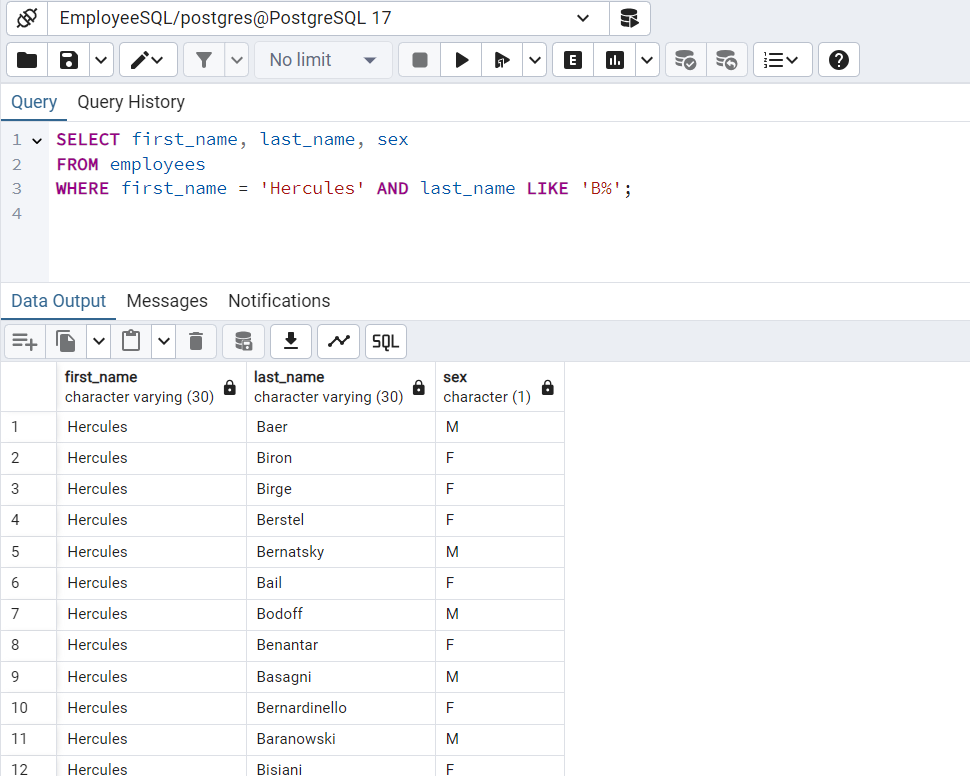 EmployeeSQL/postgres@PostgreSQL 17
No limit
E
Query Query History
1 SELECT first_name, last_name, sex
2 FROM employees
3 WHERE first_name = 'Hercules' AND last_name LIKE 'B%';
4
Data Output Messages Notifications
SQL
first_name last_name sex
character varying (30) character varying (30) character (1)
1 Hercules Baer M
2 Hercules Biron F
3 Hercules Birge F
4 Hercules Berstel F
5 Hercules Bernatsky M
6 Hercules Bail F
7 Hercules Bodoff M
8 Hercules Benantar F
9 Hercules Basagni M
10 Hercules Bernardinello F
11 Hercules Baranowski M
12 Hercules Bisiani F